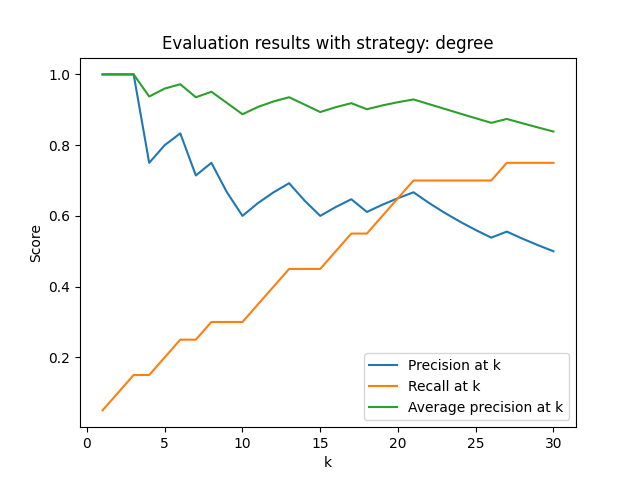 Evaluation results with strategy: degree
1.0
0.8
0.6
0.4
0.2
Score
0
5
10
15
20
25
30
k
Precision at k
Recall at k
Average precision at k